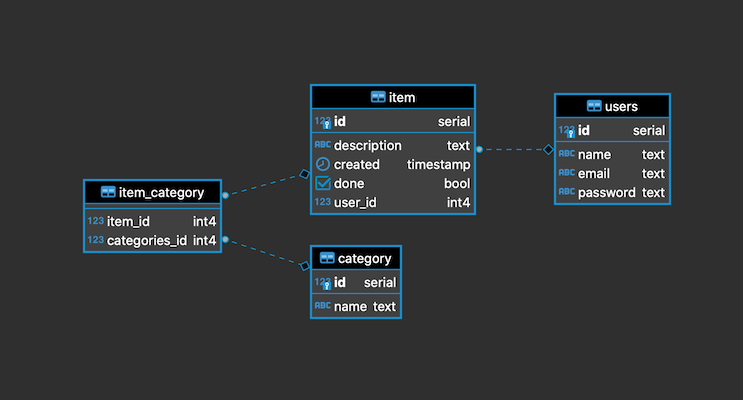 item
123 id serial
ABC description text
created timestamp
done bool
123 user_id int4
users
123 id serial
ABC name text
ABC email text
ABC password text
item_category
123 item_id int4
123 categories_id int4
category
123 id serial
ABC name text